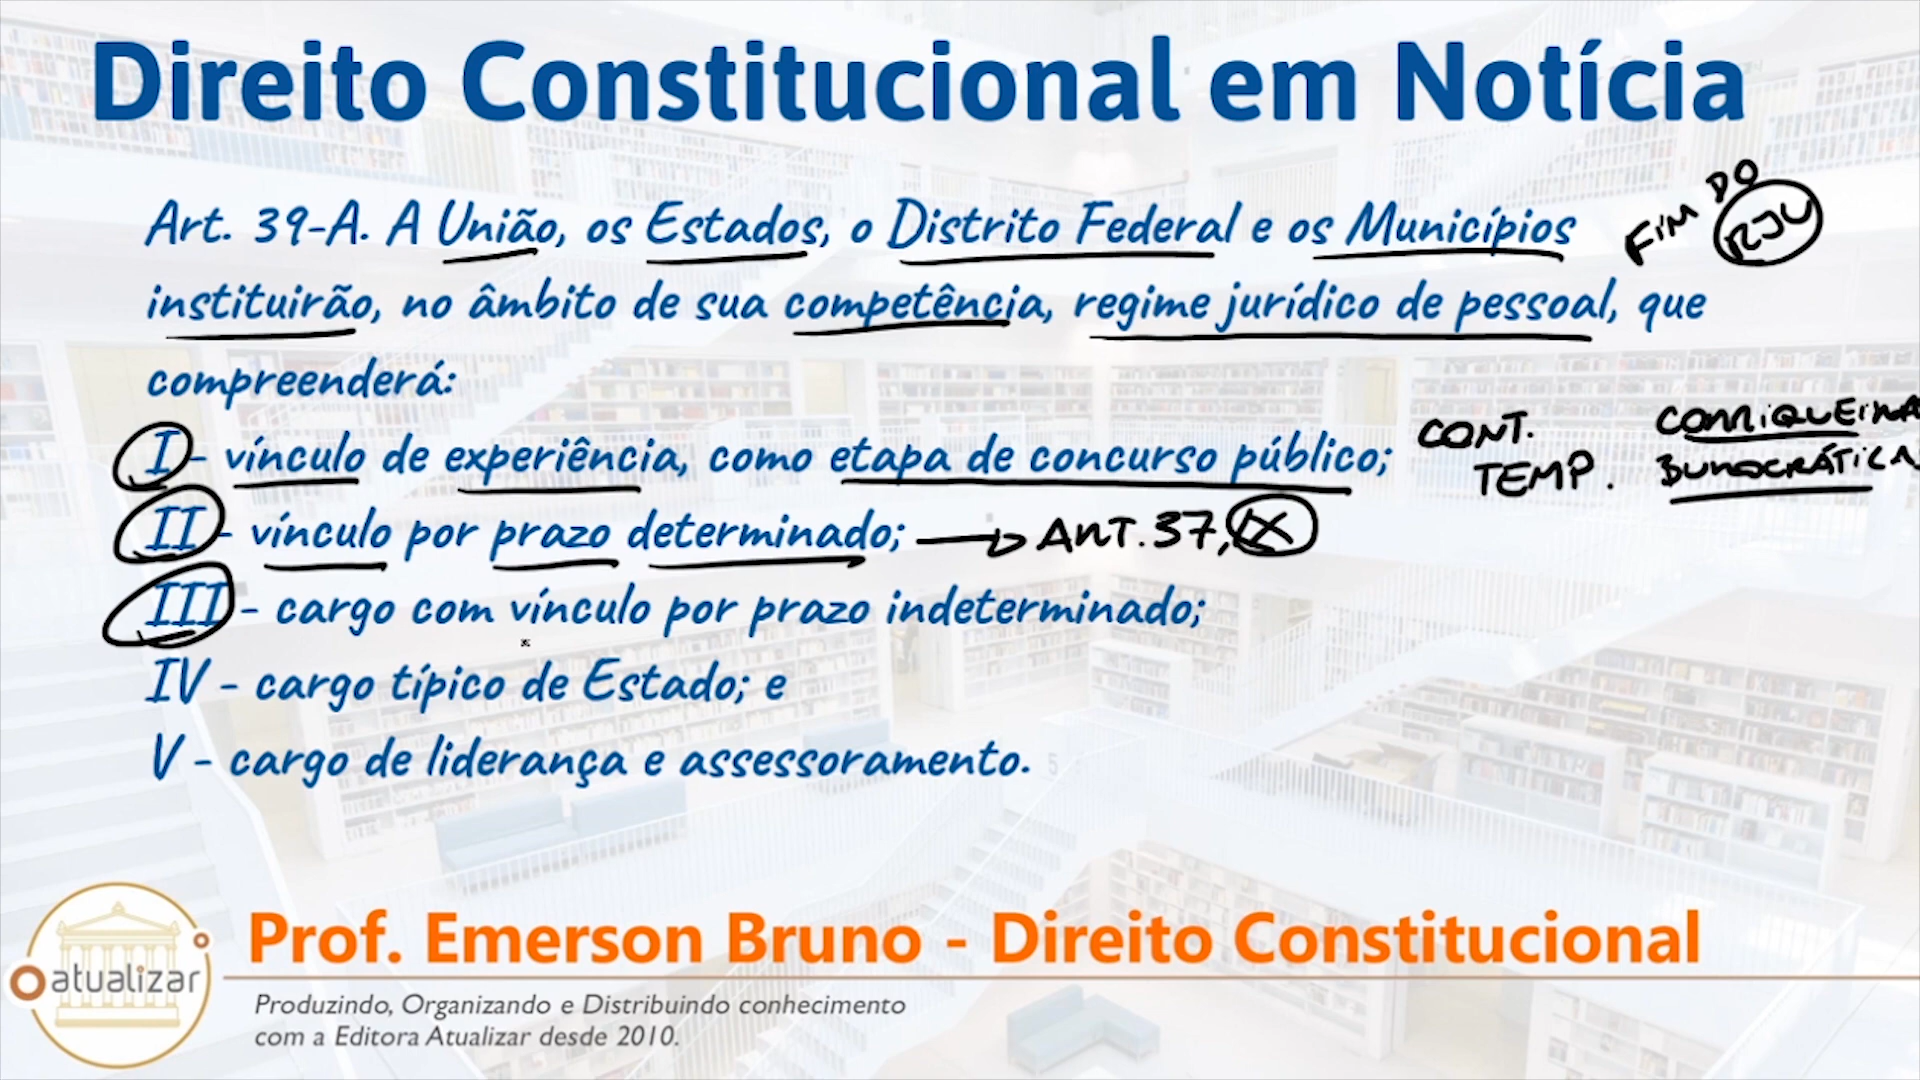 Direito Constitucional em Notícia
Art. 39-A. A União, os Estados, o Distrito Federal e os Municípios
FIM DO RJU
instituirão, no âmbito de sua competência, regime jurídico de pessoal, que
compreenderá:
I - vínculo de experiência, como etapa de concurso público;
CONT.
TEMP.
CORRIQUEIRA
BUROCRÁTICA
II - vínculo por prazo determinado; → ART. 37, IX
III - cargo com vínculo por prazo indeterminado;
IV - cargo típico de Estado; e
V - cargo de liderança e assessoramento.
5
Prof. Emerson Bruno - Direito Constitucional
atualizar
Produzindo, Organizando e Distribuindo conhecimento
com a Editora Atualizar desde 2010.